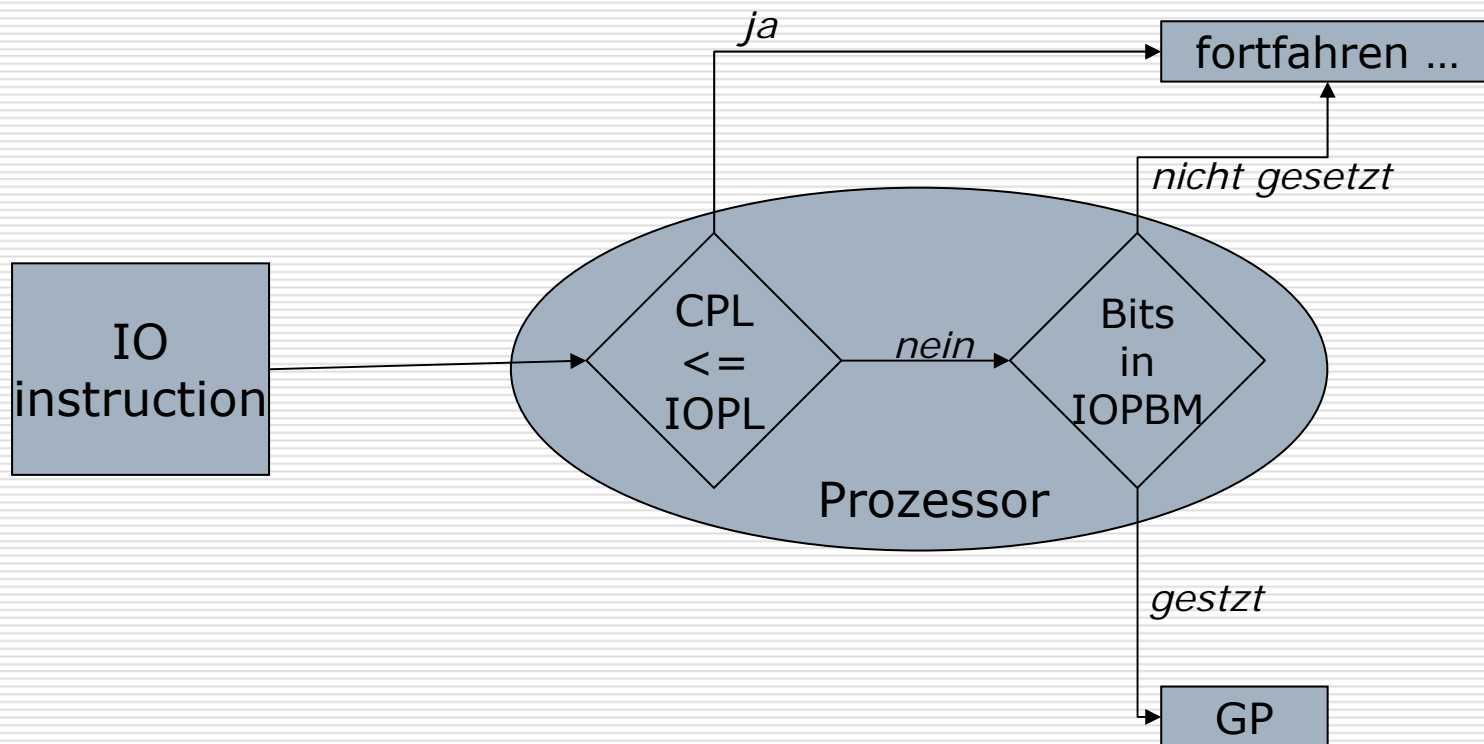 ja
fortfahren ...
nicht gesetzt
IO
instruction
CPL
<=
IOPL
nein
Bits
in
IOPBM
Prozessor
gestzt
GP